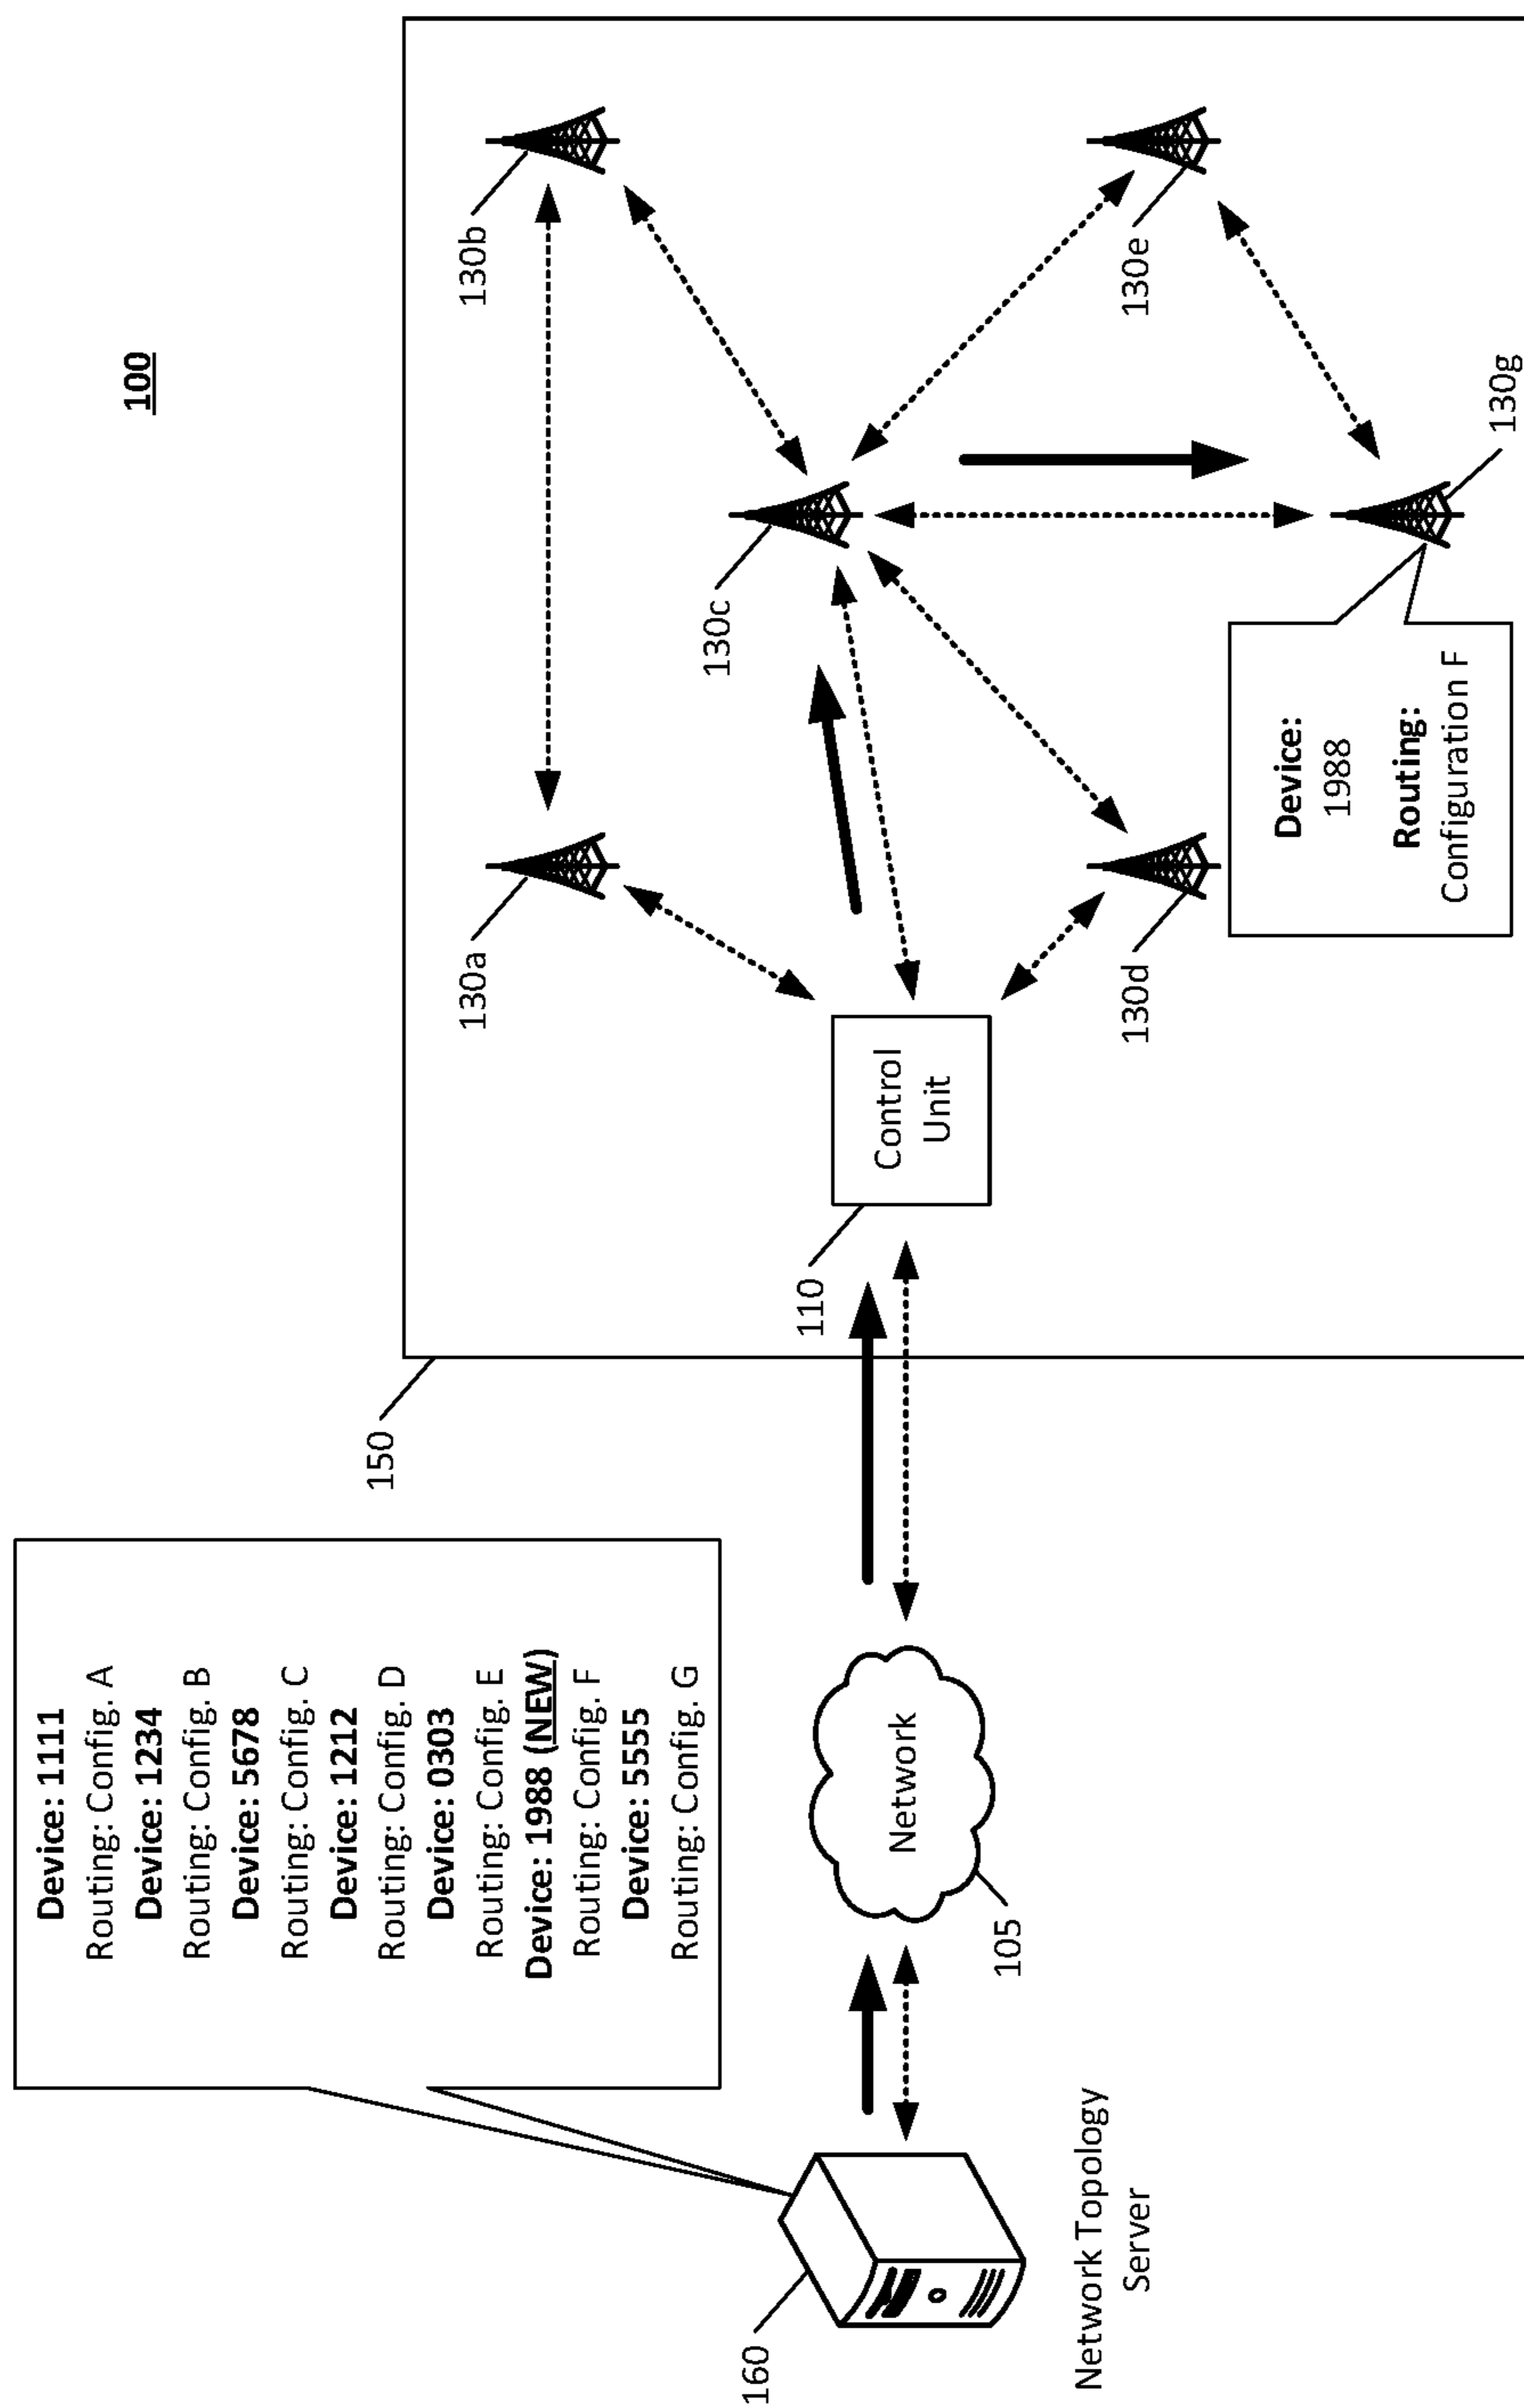 100
Device: 1111
Routing: Config. A
Device: 1234
Routing: Config. B
Device: 5678
Routing: Config. C
Device: 1212
Routing: Config. D
Device: 0303
Routing: Config. E
Device: 1988 (NEW)
Routing: Config. F
Device: 5555
Routing: Config. G
150
130a
130b
130c
110
Control
Unit
130d
130e
130g
Device:
1988
Routing:
Configuration F
160
Network
105
Network Topology
Server